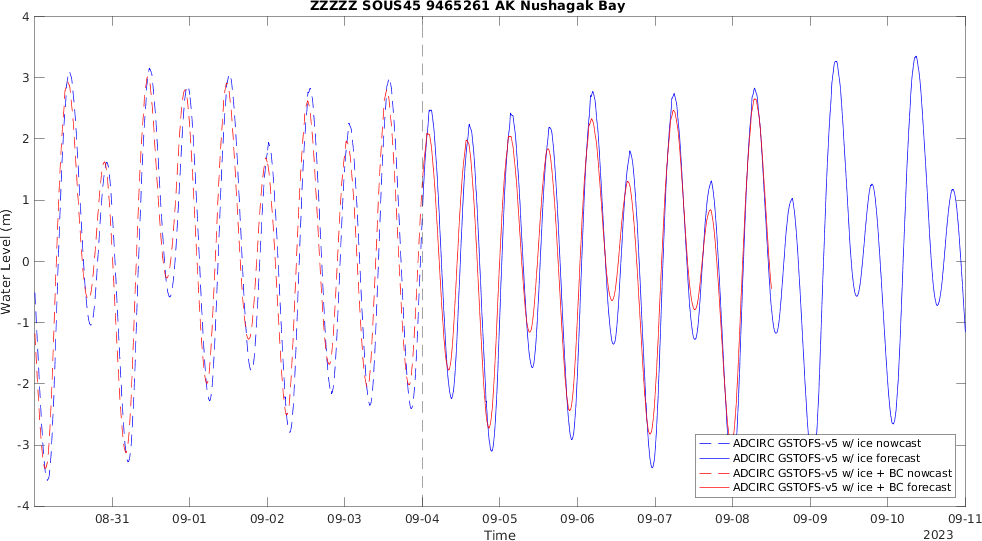 ZZZZZ SOUS45 9465261 AK Nushagak Bay
Water Level (m)
4
3
2
1
0
-1
-2
-3
-4
ADCIRC GSTOFS-v5 w/ ice nowcast
ADCIRC GSTOFS-v5 w/ ice forecast
ADCIRC GSTOFS-v5 w/ ice + BC nowcast
ADCIRC GSTOFS-v5 w/ ice + BC forecast
08-31 09-01 09-02 09-03 09-04 09-05 09-06 09-07 09-08 09-09 09-10 09-11
Time
2023